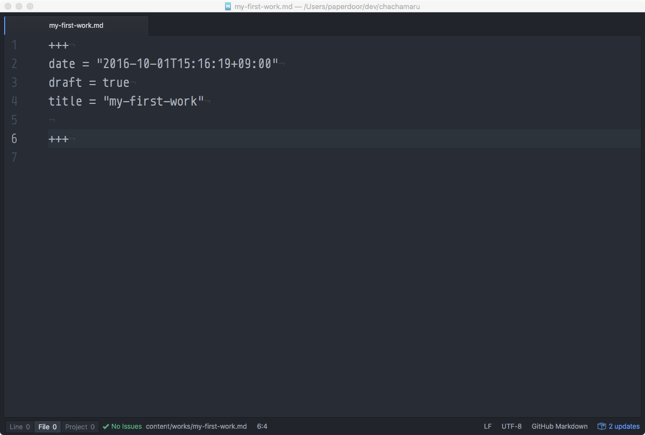 my-first-work.md — /Users/paperdoor/dev/chachamaru
my-first-work.md
1 +++¬
2 date = "2016-10-01T15:16:19+09:00"¬
3 draft = true¬
4 title = "my-first-work"¬
5 ¬
6 +++¬
7
Line 0 File 0 Project 0 ✔ No Issues content/works/my-first-work.md 6:4 LF UTF-8 GitHub Markdown 2 updates